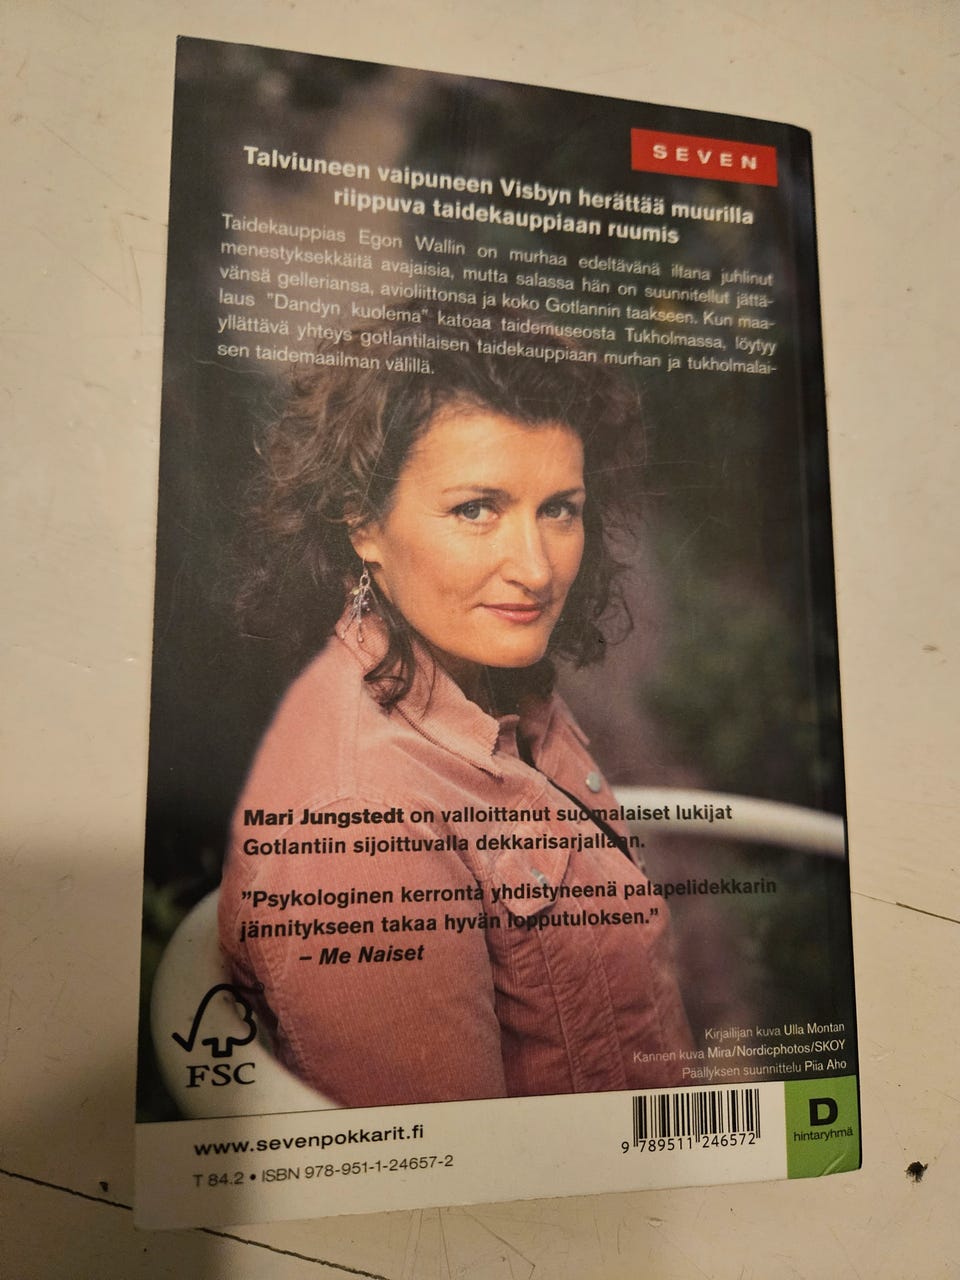 SEVEN
Talviuneen vaipuneen Visbyn herättää muurilla
riippuva taidekauppiaan ruumis
Taidekauppias Egon Wallin on murhaa edeltävänä iltana juhlinut
menestyksekkäitä avajaisia, mutta salassa hän on suunnitellut jättä-
vänsä gelleriansa, avioliittonsa ja koko Gotlannin taakseen. Kun maa-
laus "Dandyn kuolema" katoaa taidemuseosta Tukholmassa, löytyy
yllättävä yhteys gotlantilaisen taidekauppiaan murhan ja tukholmalai-
sen taidemaailman välillä.
Mari Jungstedt on valloittanut suomalaiset lukijat
Gotlantiin sijoittuvalla dekkarisarjallaan.
”Psykologinen kerronta yhdistyneenä palapelidekkarin
jännitykseen takaa hyvän lopputuloksen.”
– Me Naiset
FSC
Kirjailijan kuva Ulla Montan
Kannen kuva Mira/Nordicphotos/SKOY
Päällyksen suunnittelu Piia Aho
www.sevenpokkarit.fi
T 84.2 • ISBN 978-951-1-24657-2
9 789511 246572
D
hintaryhmä